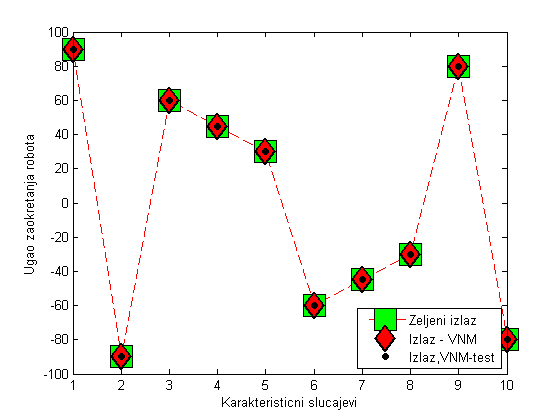 100
80
60
40
20
0
-20
-40
-60
-80
-100
Ugao zaokretanja robota
1 2 3 4 5 6 7 8 9 10
Karakteristicni slucajevi
Zeljeni izlaz
Izlaz - VNM
Izlaz,VNM-test